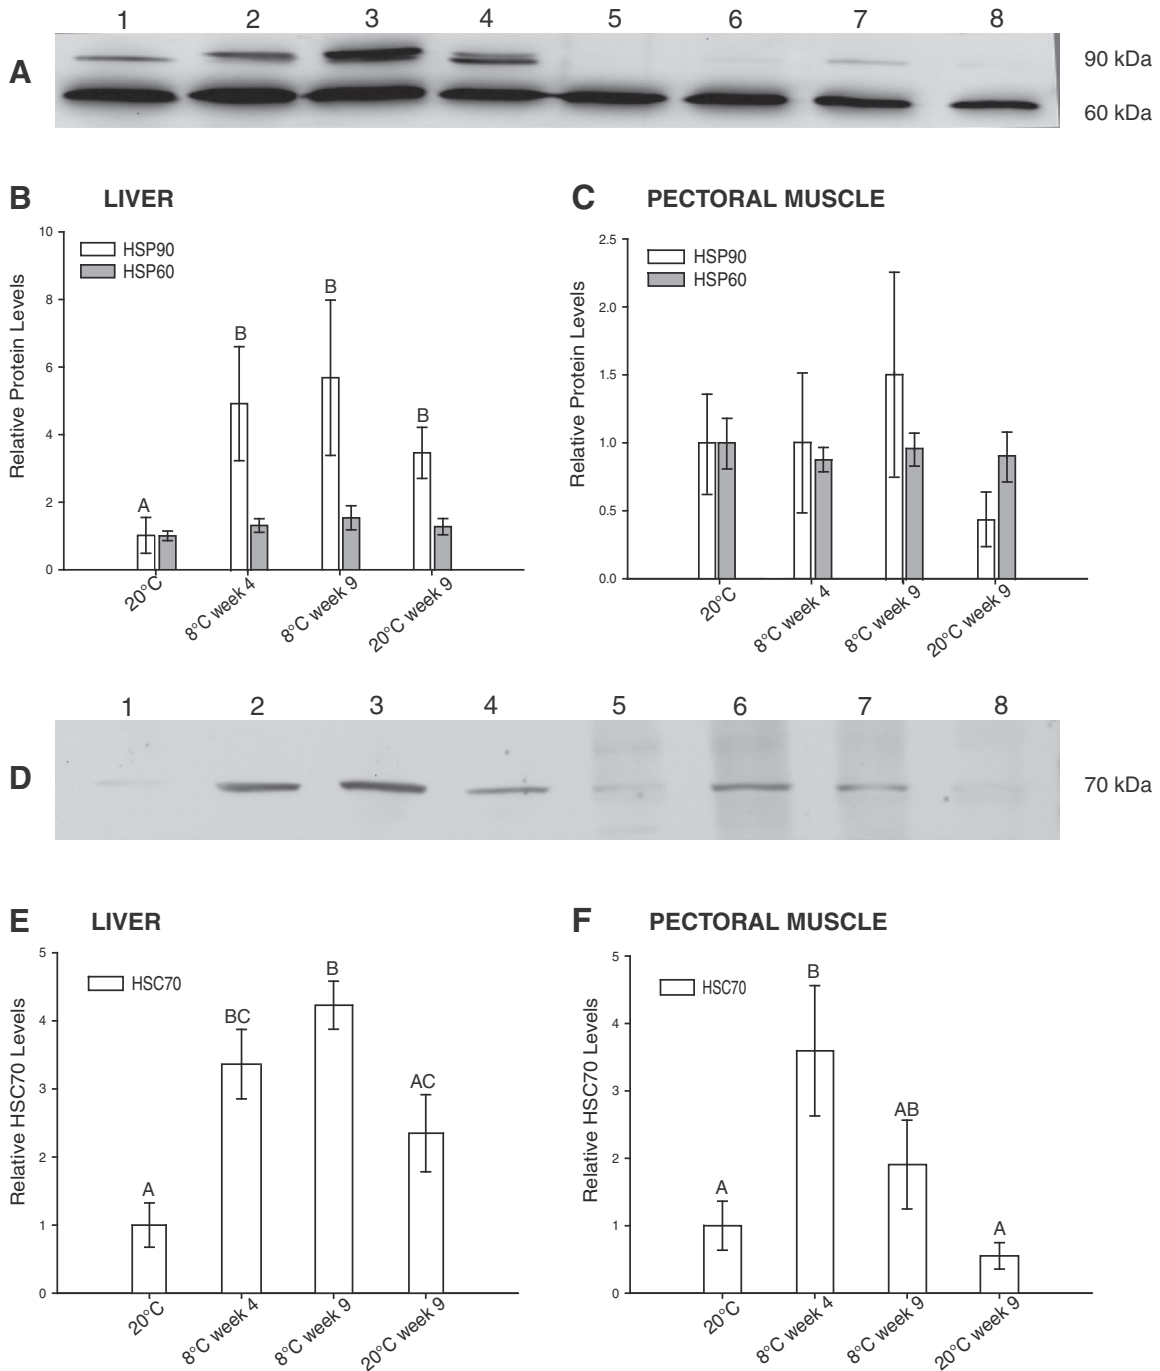 1 2 3 4 5 6 7 8
A
90 kDa
60 kDa
B LIVER
10
8
6
4
2
0
Relative Protein Levels
HSP90
HSP60
A
B
B
B
20°C
8°C week 4
8°C week 9
20°C week 9
C PECTORAL MUSCLE
2.5
2.0
1.5
1.0
0.5
0.0
Relative Protein Levels
HSP90
HSP60
20°C
8°C week 4
8°C week 9
20°C week 9
1 2 3 4 5 6 7 8
D
70 kDa
E LIVER
5
4
3
2
1
0
Relative HSC70 Levels
HSC70
A
BC
B
AC
20°C
8°C week 4
8°C week 9
20°C week 9
F PECTORAL MUSCLE
5
4
3
2
1
0
Relative HSC70 Levels
HSC70
A
B
AB
A
20°C
8°C week 4
8°C week 9
20°C week 9